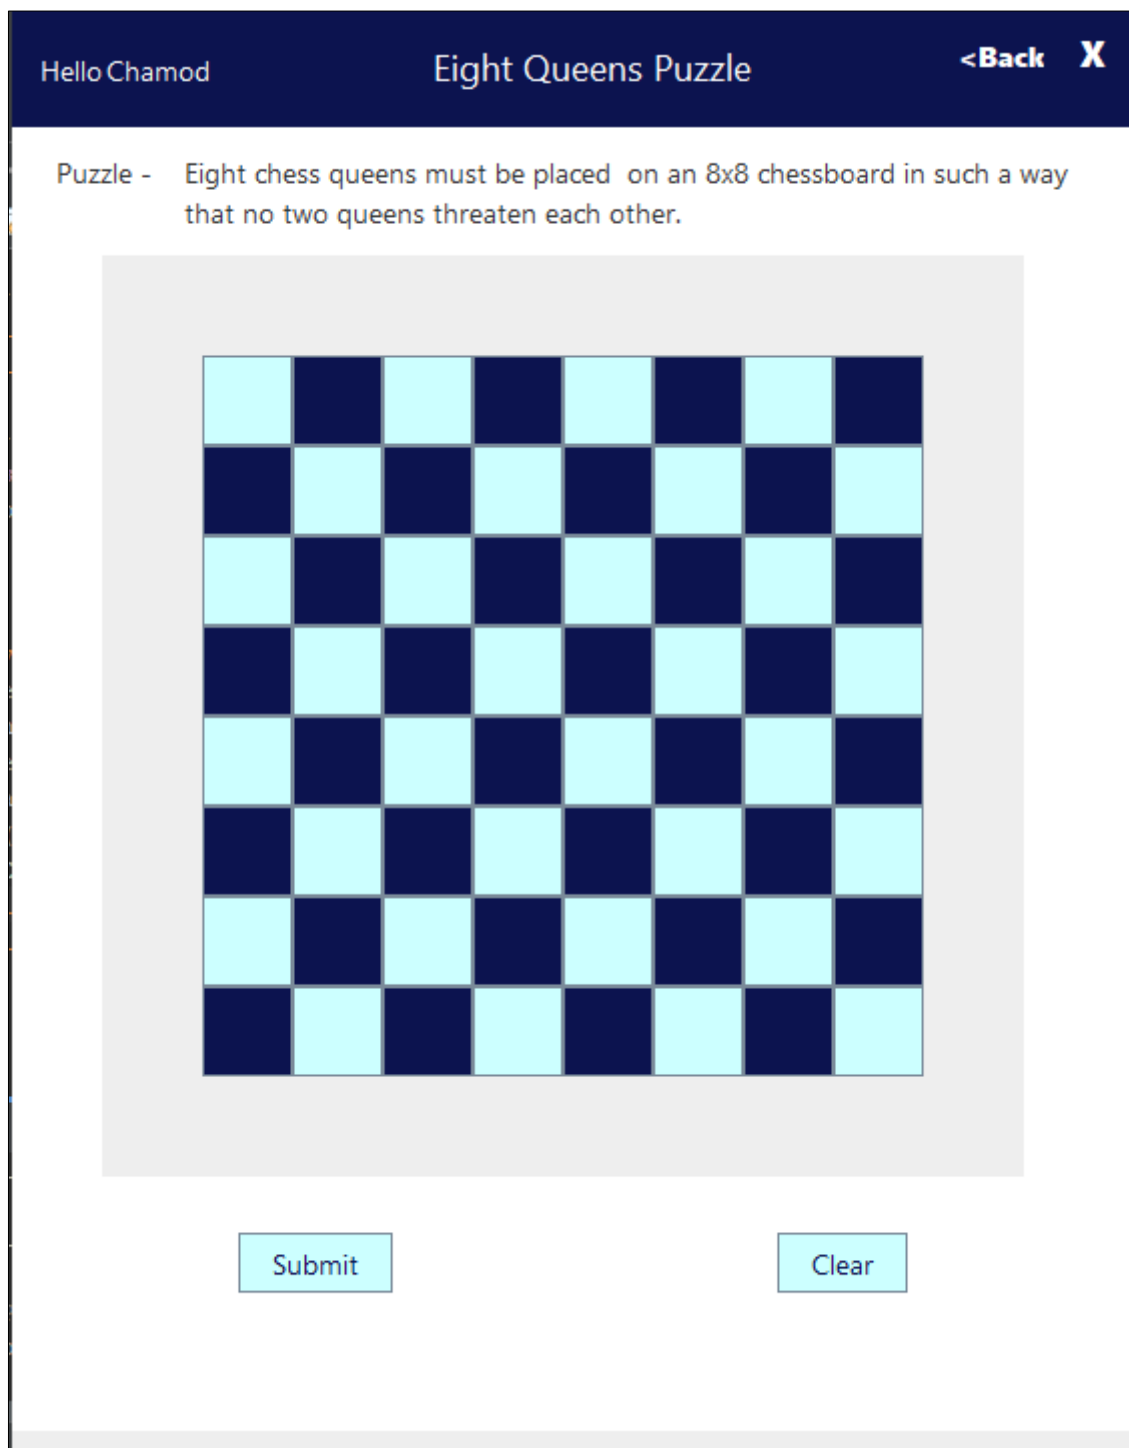 Hello Chamod
Eight Queens Puzzle
<Back
X
Puzzle - Eight chess queens must be placed on an 8x8 chessboard in such a way
that no two queens threaten each other.
Submit
Clear